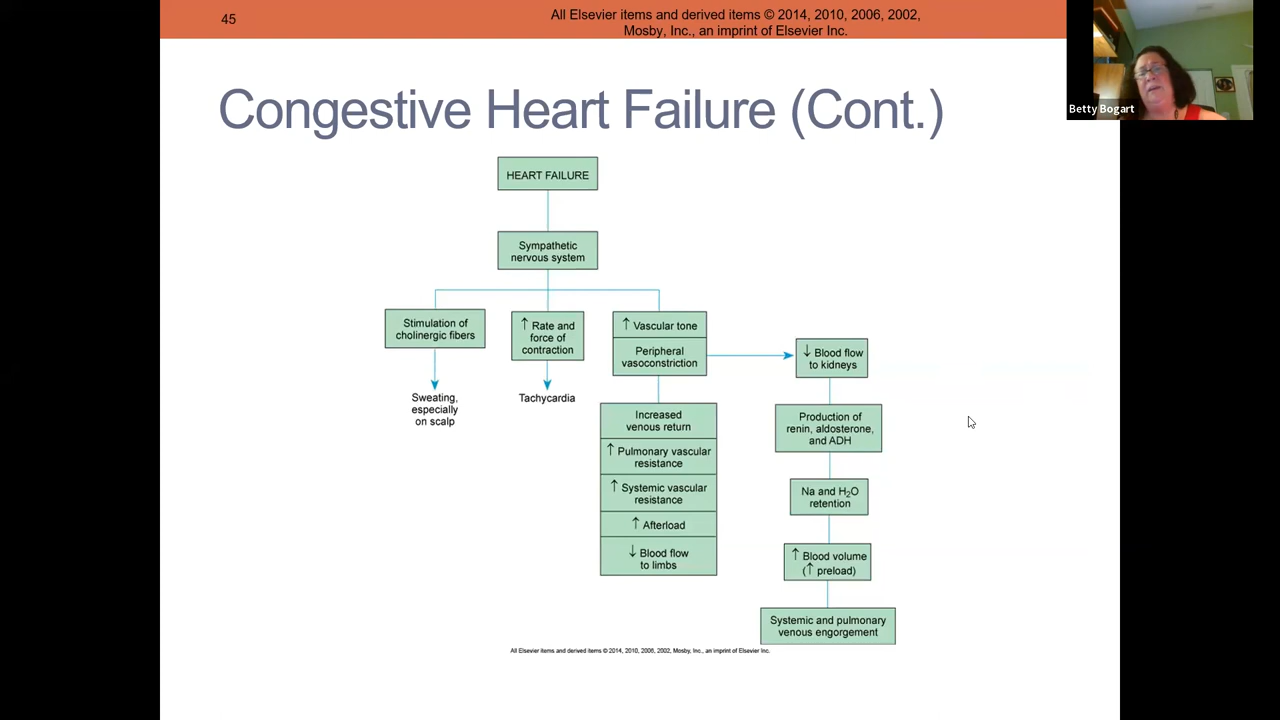 45
All Elsevier items and derived items © 2014, 2010, 2006, 2002,
Mosby, Inc., an imprint of Elsevier Inc.
Betty Bogart
Congestive Heart Failure (Cont.)
HEART FAILURE
Sympathetic
nervous system
Stimulation of
cholinergic fibers
Sweating,
especially
on scalp
↑ Rate and
force of
contraction
Tachycardia
↑ Vascular tone
Peripheral
vasoconstriction
Increased
venous return
↑ Pulmonary vascular
resistance
↑ Systemic vascular
resistance
↑ Afterload
↓ Blood flow
to limbs
↓ Blood flow
to kidneys
Production of
renin, aldosterone,
and ADH
Na and H₂O
retention
↑ Blood volume
(↑ preload)
Systemic and pulmonary
venous engorgement
All Elsevier items and derived items © 2014, 2010, 2006, 2002, Mosby, Inc., an imprint of Elsevier Inc.